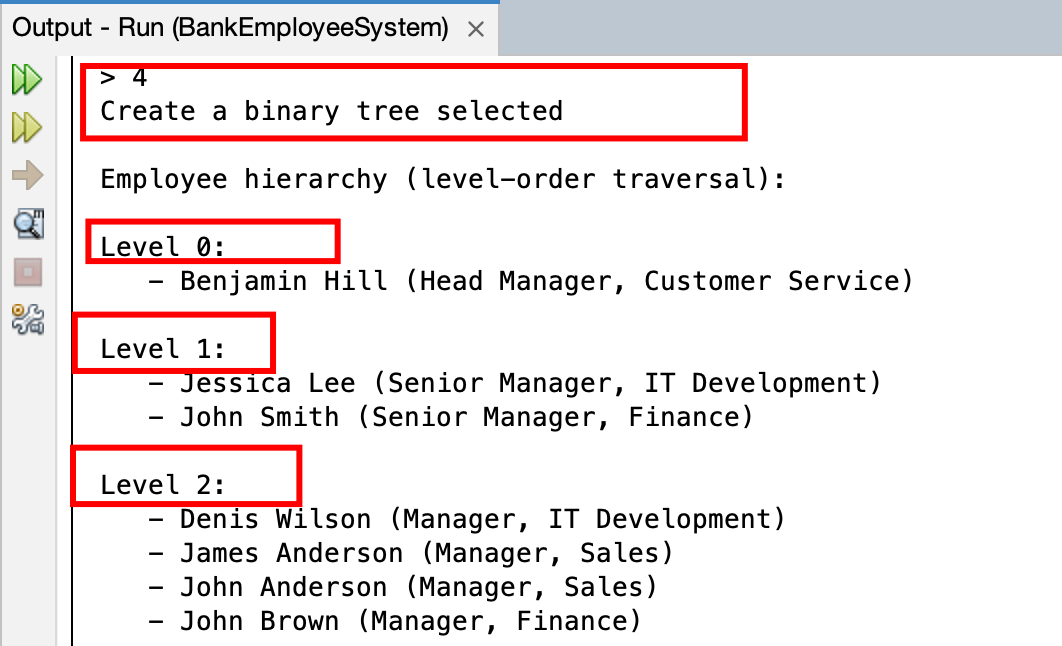 Output - Run (BankEmployeeSystem) ×
> 4
Create a binary tree selected
Employee hierarchy (level-order traversal):
Level 0:
- Benjamin Hill (Head Manager, Customer Service)
Level 1:
- Jessica Lee (Senior Manager, IT Development)
- John Smith (Senior Manager, Finance)
Level 2:
- Denis Wilson (Manager, IT Development)
- James Anderson (Manager, Sales)
- John Anderson (Manager, Sales)
- John Brown (Manager, Finance)